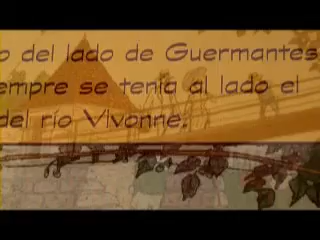 o del lado de Guermantes
empre se tenía al lado el
del río Vivonne.